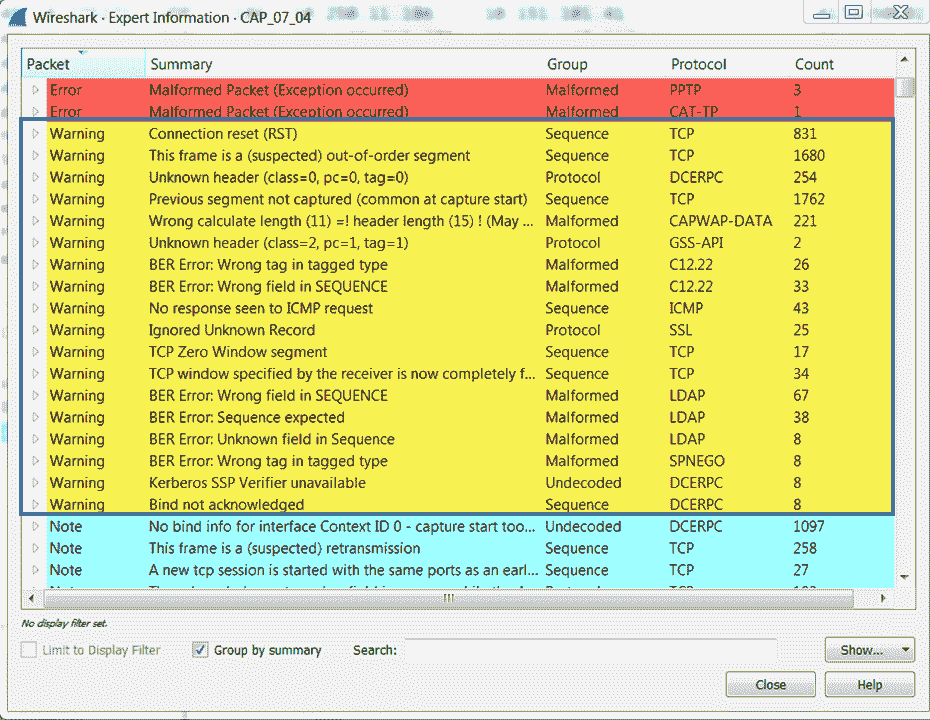 Wireshark · Expert Information · CAP_07_04
Packet Summary Group Protocol Count
Error Malformed Packet (Exception occurred) Malformed PPTP 3
Error Malformed Packet (Exception occurred) Malformed CAT-TP 1
Warning Connection reset (RST) Sequence TCP 831
Warning This frame is a (suspected) out-of-order segment Sequence TCP 1680
Warning Unknown header (class=0, pc=0, tag=0) Protocol DCERPC 254
Warning Previous segment not captured (common at capture start) Sequence TCP 1762
Warning Wrong calculate length (11) =! header length (15) ! (May ... Malformed CAPWAP-DATA 221
Warning Unknown header (class=2, pc=1, tag=1) Protocol GSS-API 2
Warning BER Error: Wrong tag in tagged type Malformed C12.22 26
Warning BER Error: Wrong field in SEQUENCE Malformed C12.22 33
Warning No response seen to ICMP request Sequence ICMP 43
Warning Ignored Unknown Record Protocol SSL 25
Warning TCP Zero Window segment Sequence TCP 17
Warning TCP window specified by the receiver is now completely f... Sequence TCP 34
Warning BER Error: Wrong field in SEQUENCE Malformed LDAP 67
Warning BER Error: Sequence expected Malformed LDAP 38
Warning BER Error: Unknown field in Sequence Malformed LDAP 8
Warning BER Error: Wrong tag in tagged type Malformed SPNEGO 8
Warning Kerberos SSP Verifier unavailable Undecoded DCERPC 8
Warning Bind not acknowledged Sequence DCERPC 8
Note No bind info for interface Context ID 0 - capture start too... Undecoded DCERPC 1097
Note This frame is a (suspected) retransmission Sequence TCP 258
Note A new tcp session is started with the same ports as an earl... Sequence TCP 27
No display filter set.
Limit to Display Filter Group by summary Search: Show...
Close Help